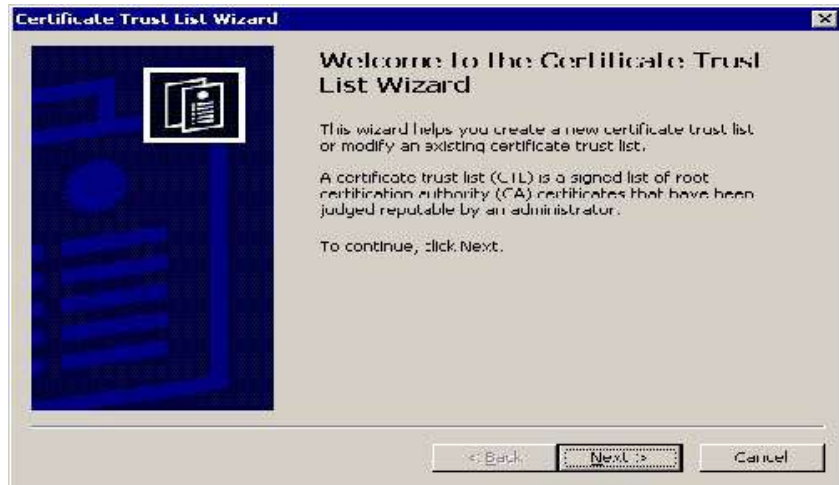 Certificate Trust List Wizard
Welcome to the Certificate Trust
List Wizard
This wizard helps you create a new certificate trust list
or modify an existing certificate trust list.
A certificate trust list (CTL) is a signed list of root
certification authority (CA) certificates that have been
judged reputable by an administrator.
To continue, click Next.
< Back
Next >
Cancel